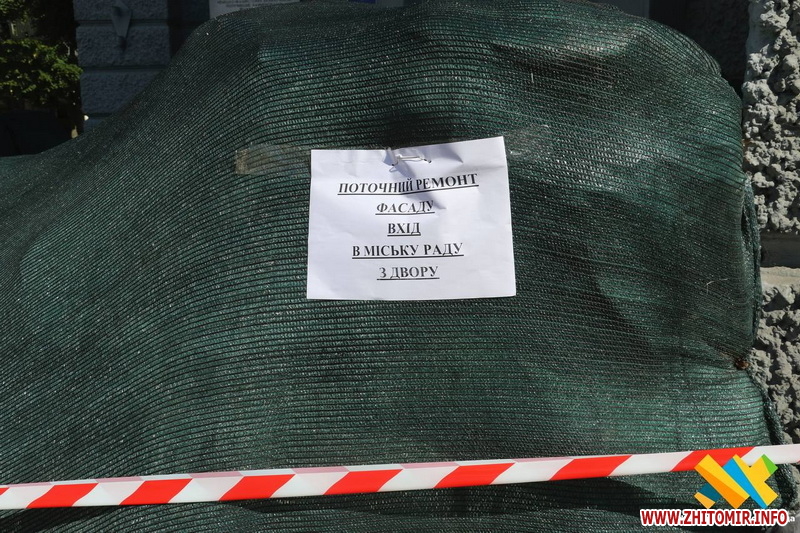 ПОТОЧНИЙ РЕМОНТ
ФАСАДУ
ВХІД
В МІСЬКУ РАДУ
З ДВОРУ
WWW.ZHITOMIR.INFO